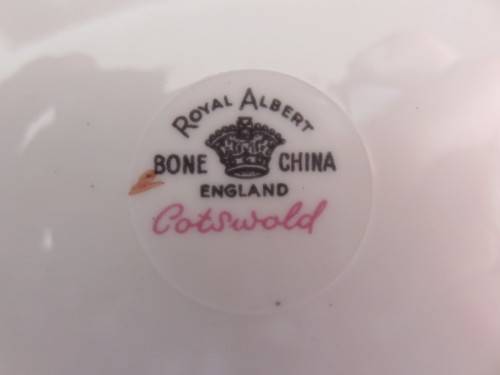 ROYAL ALBERT
BONE CHINA
ENGLAND
Cotswold